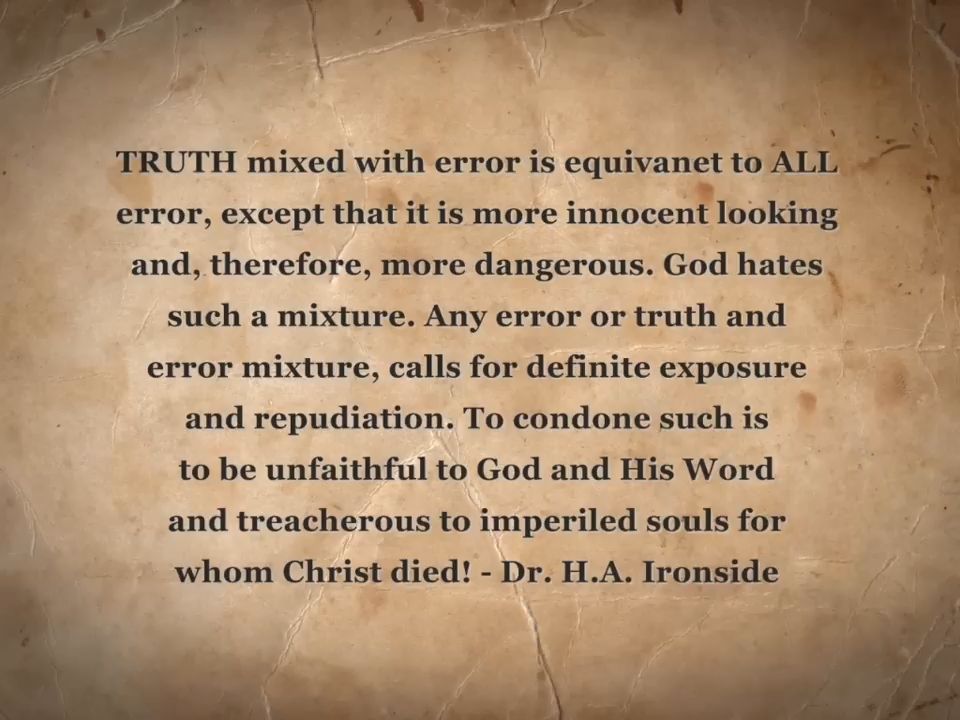 TRUTH mixed with error is equivanet to ALL
error, except that it is more innocent looking
and, therefore, more dangerous. God hates
such a mixture. Any error or truth and
error mixture, calls for definite exposure
and repudiation. To condone such is
to be unfaithful to God and His Word
and treacherous to imperiled souls for
whom Christ died! - Dr. H.A. Ironside